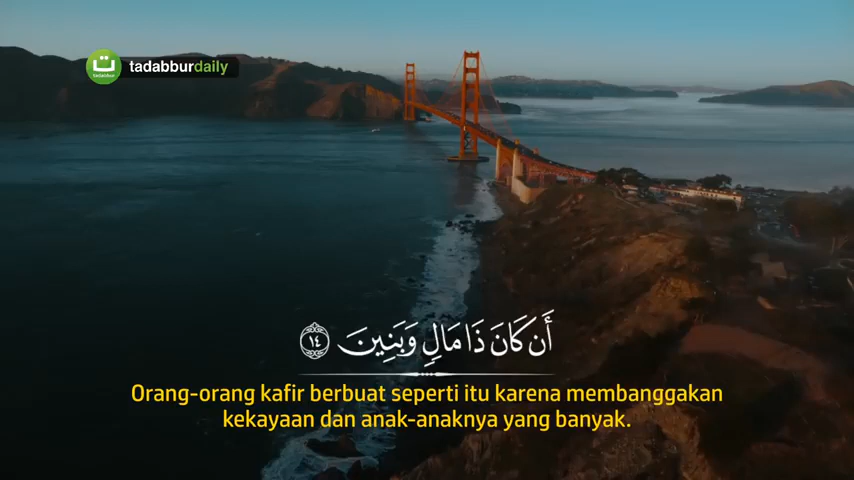 tadabburdaily
tadabbur
أَن كَانَ ذَا مَالٍ وَبَنِينَ ١٤
Orang-orang kafir berbuat seperti itu karena membanggakan
kekayaan dan anak-anaknya yang banyak.